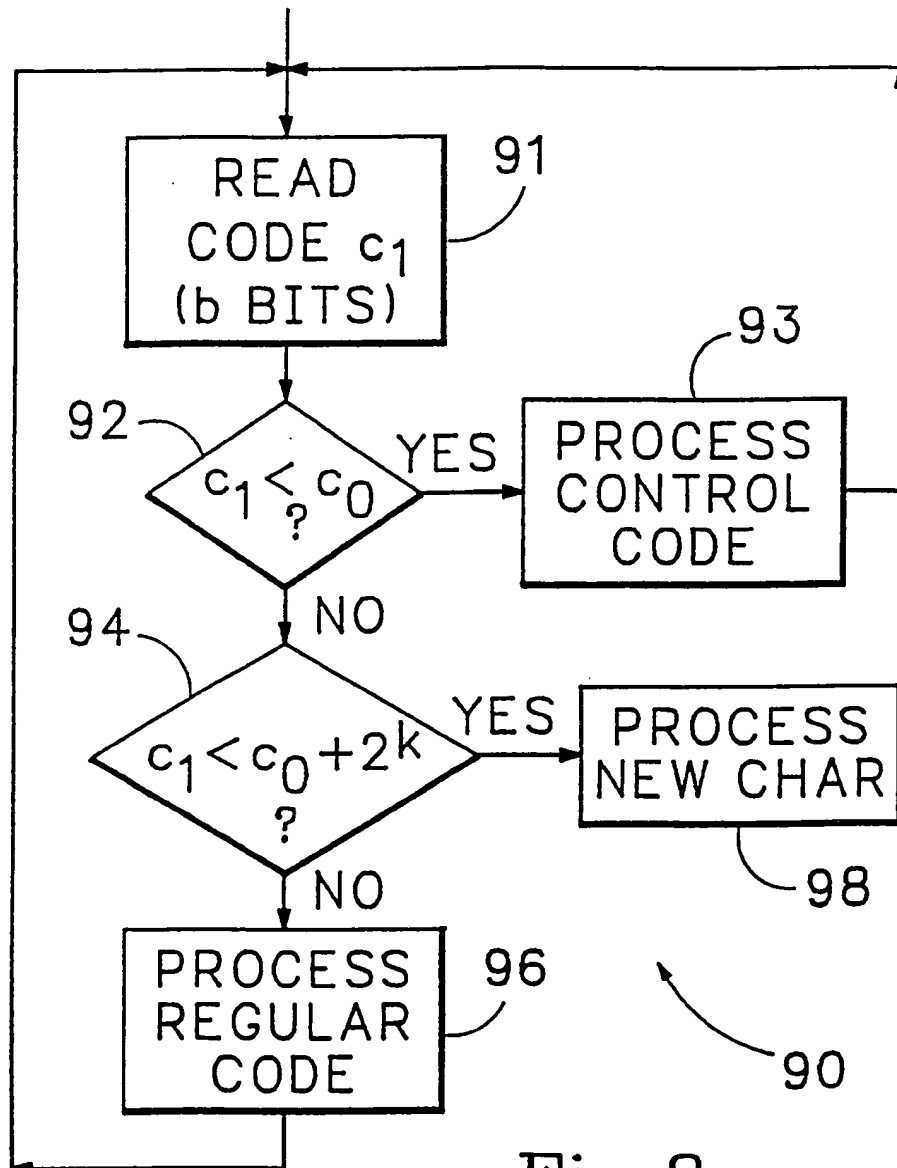 READ
CODE c₁
(b BITS)
91
92
c₁ < c₀
?
YES
93
PROCESS
CONTROL
CODE
NO
94
c₁ < c₀ + 2ᵏ
?
YES
PROCESS
NEW CHAR
98
NO
PROCESS
REGULAR
CODE
96
90